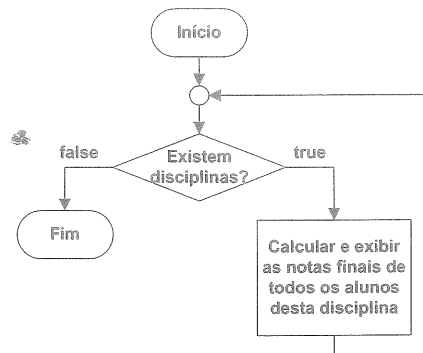 Início
false
Existem
disciplinas?
true
Fim
Calcular e exibir
as notas finais de
todos os alunos
desta disciplina